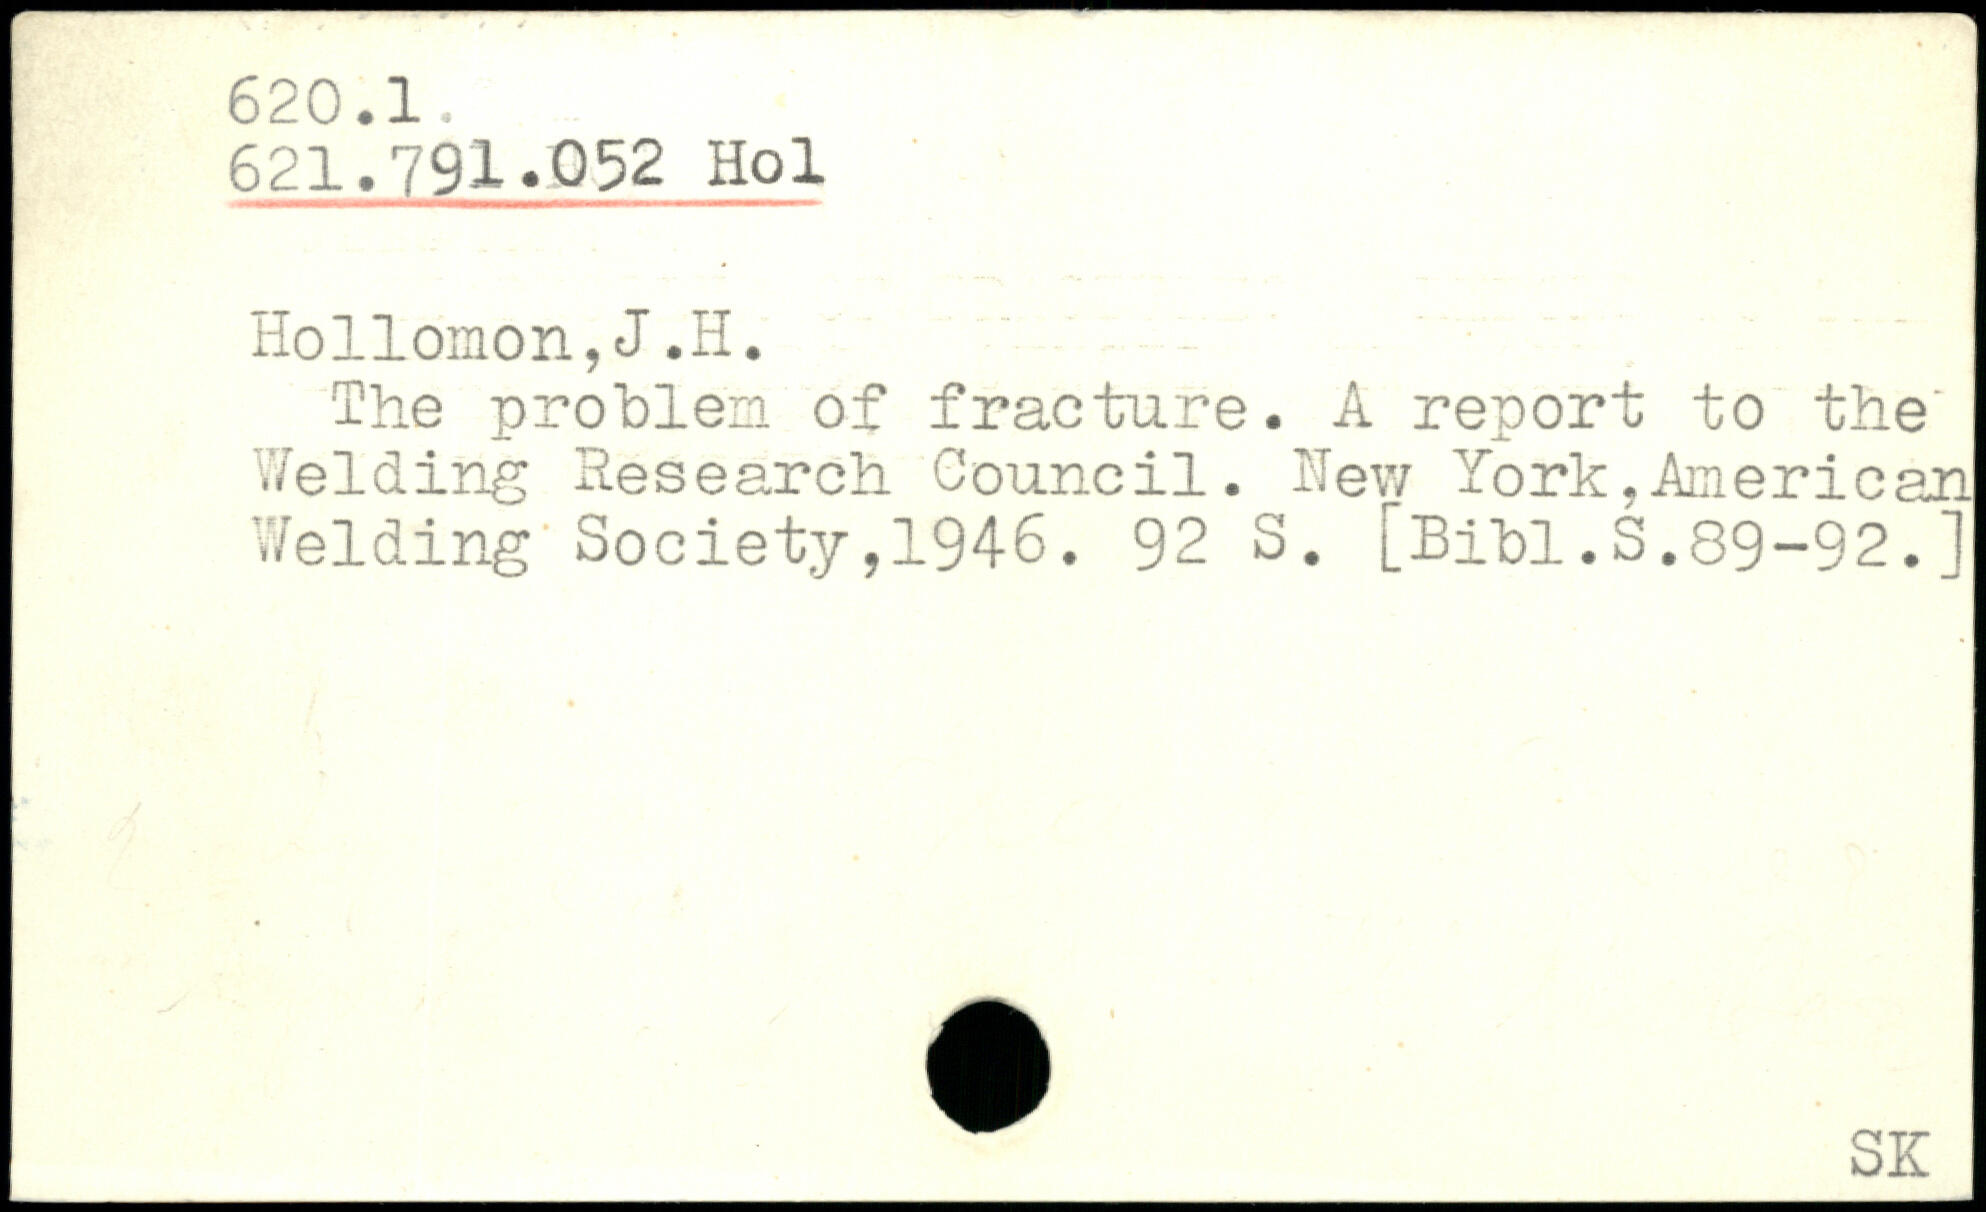 620.1.
621.791.052 Hol
Hollomon,J.H.
The problem of fracture. A report to the
Welding Research Council. New York,American
Welding Society,1946. 92 S. [Bibl.S.89-92.]
SK